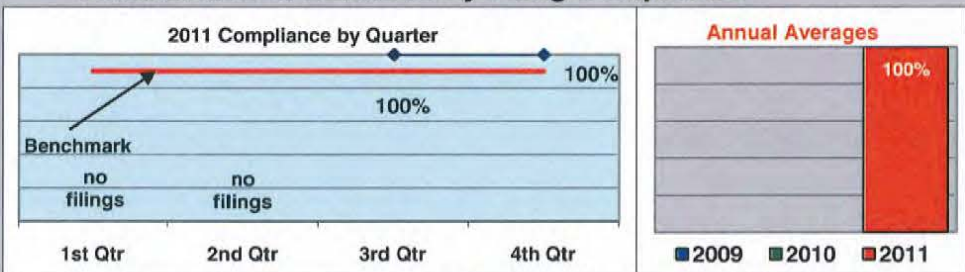 2011 Compliance by Quarter
100%
100%
Benchmark
no
filings
no
filings
1st Qtr
2nd Qtr
3rd Qtr
4th Qtr
Annual Averages
100%
2009
2010
2011